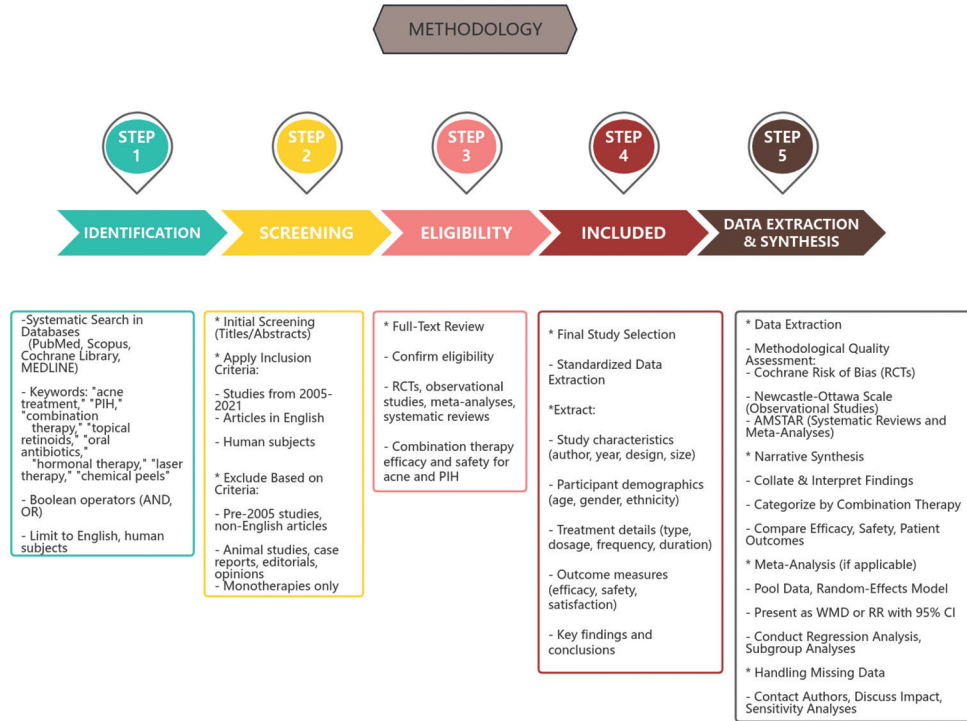 METHODOLOGY
STEP
1
STEP
2
STEP
3
STEP
4
STEP
5
IDENTIFICATION
SCREENING
ELIGIBILITY
INCLUDED
DATA EXTRACTION
& SYNTHESIS
-Systematic Search in
Databases
(PubMed, Scopus,
Cochrane Library,
MEDLINE)
- Keywords: "acne
treatment," "PIH,"
"combination
therapy," "topical
retinoids," "oral
antibiotics,"
"hormonal therapy," "laser
therapy," "chemical peels"
- Boolean operators (AND,
OR)
- Limit to English, human
subjects
* Initial Screening
(Titles/Abstracts)
* Apply Inclusion
Criteria:
- Studies from 2005-
2021
- Articles in English
- Human subjects
* Exclude Based on
Criteria:
- Pre-2005 studies,
non-English articles
- Animal studies, case
reports, editorials,
opinions
- Monotherapies only
* Full-Text Review
- Confirm eligibility
- RCTs, observational
studies, meta-analyses,
systematic reviews
- Combination therapy
efficacy and safety for
acne and PIH
* Final Study Selection
- Standardized Data
Extraction
*Extract:
- Study characteristics
(author, year, design, size)
- Participant demographics
(age, gender, ethnicity)
- Treatment details (type,
dosage, frequency, duration)
- Outcome measures
(efficacy, safety,
satisfaction)
- Key findings and
conclusions
* Data Extraction
- Methodological Quality
Assessment:
- Cochrane Risk of Bias (RCTs)
- Newcastle-Ottawa Scale
(Observational Studies)
- AMSTAR (Systematic Reviews and
Meta-Analyses)
* Narrative Synthesis
- Collate & Interpret Findings
- Categorize by Combination Therapy
- Compare Efficacy, Safety, Patient
Outcomes
* Meta-Analysis (if applicable)
- Pool Data, Random-Effects Model
- Present as WMD or RR with 95% CI
- Conduct Regression Analysis,
Subgroup Analyses
* Handling Missing Data
- Contact Authors, Discuss Impact,
Sensitivity Analyses